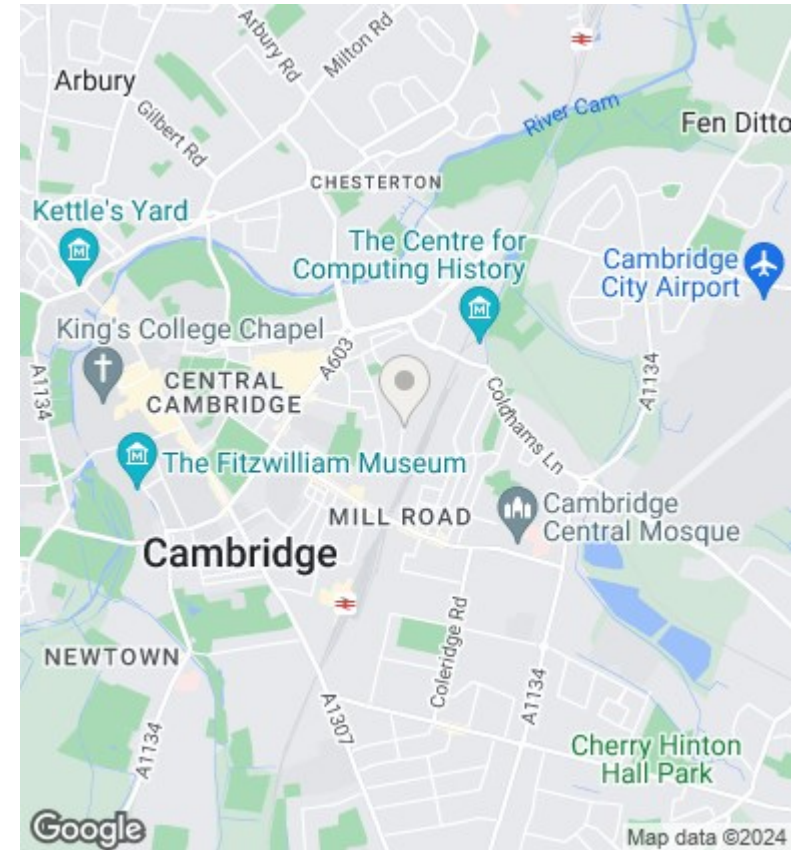 Arbury Rd
Milton Rd
Arbury
Gilbert Rd
River Cam
Fen Ditto
CHESTERTON
Kettle's Yard
The Centre for
Computing History
Cambridge
City Airport
King's College Chapel
A603
A1134
A1134
CENTRAL
CAMBRIDGE
Coldhams Ln
The Fitzwilliam Museum
MILL ROAD
Cambridge
Central Mosque
Cambridge
Coleridge Rd
NEWTOWN
A1134
A1307
A1134
Cherry Hinton
Hall Park
Google
Map data ©2024